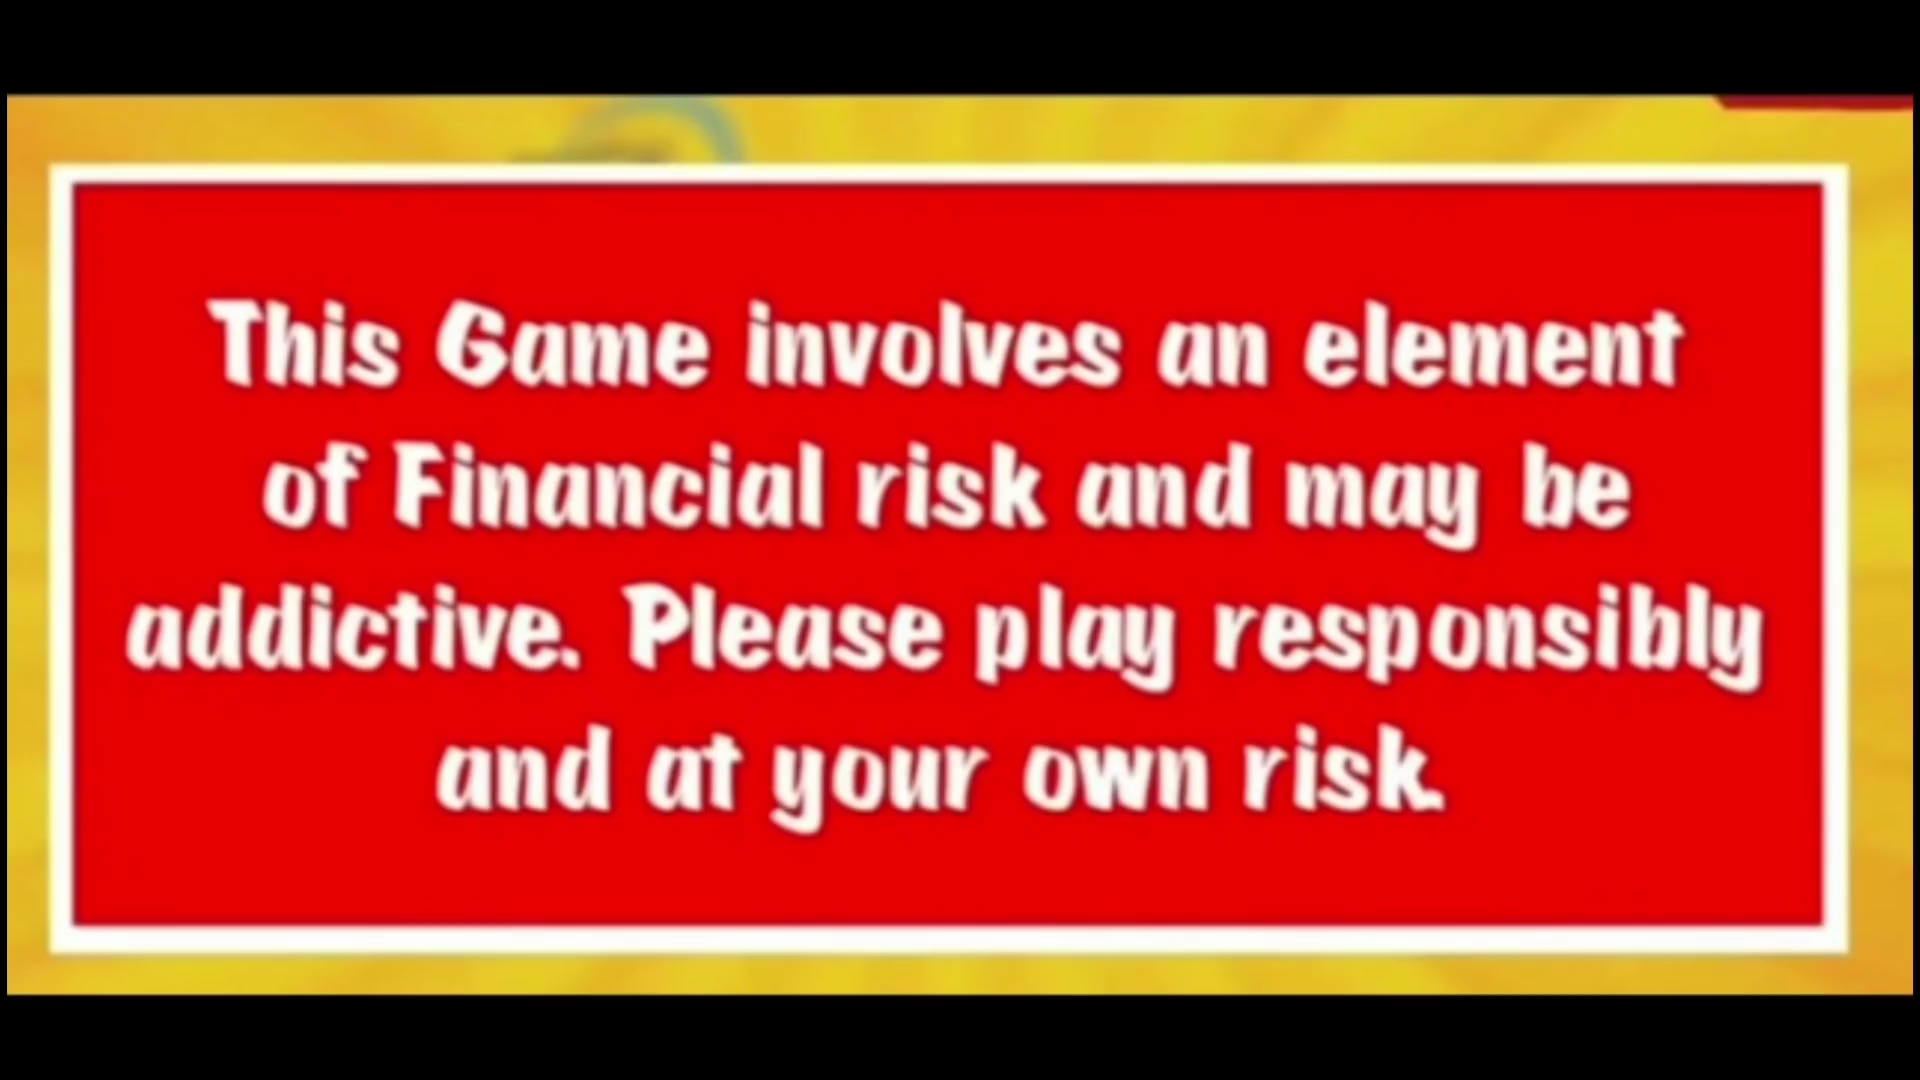 This Game involves an element
of Financial risk and may be
addictive. Please play responsibly
and at your own risk.